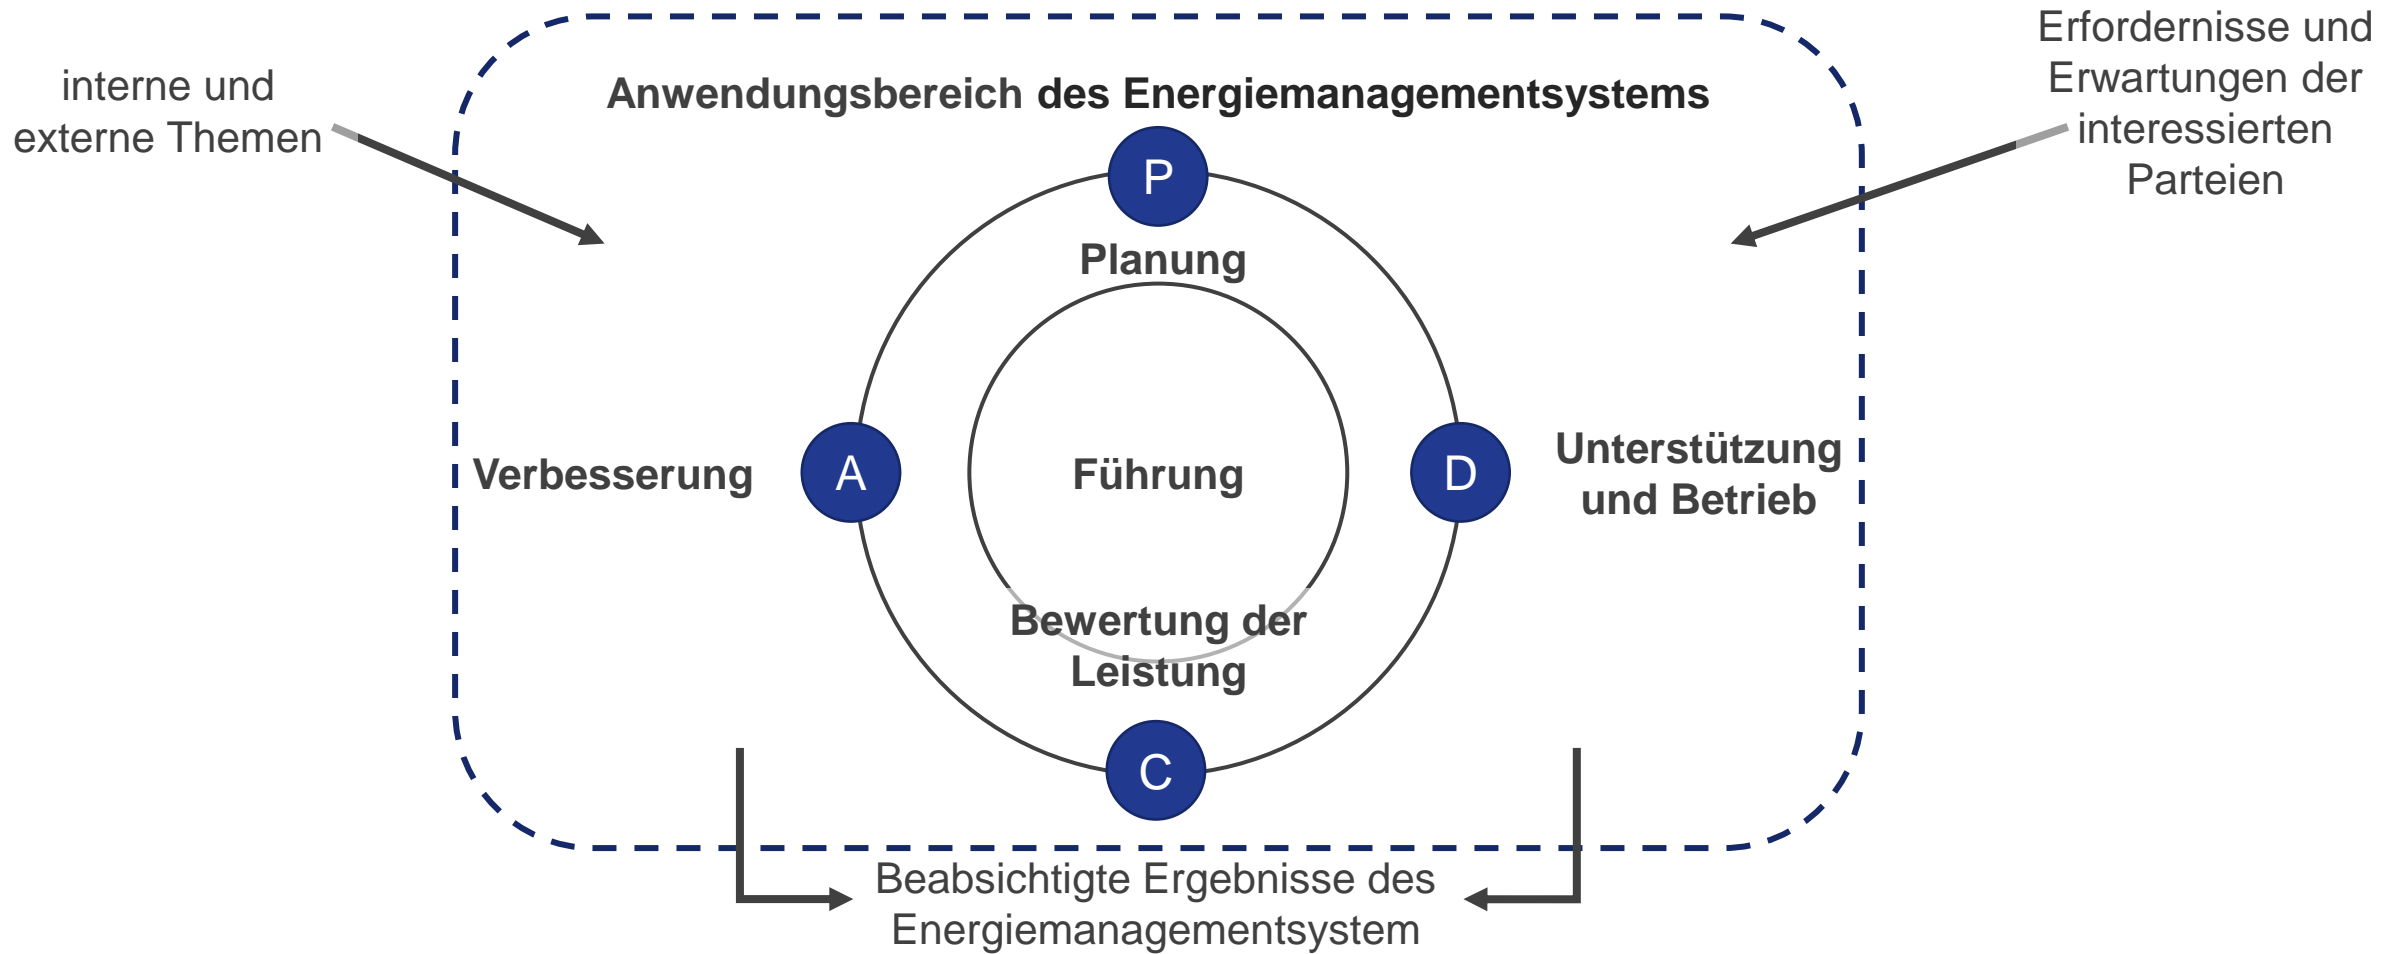 interne und
externe Themen
Erfordernisse und
Erwartungen der
interessierten
Parteien
Anwendungsbereich des Energiemanagementsystems
P
Planung
Verbesserung
A
Führung
D
Unterstützung
und Betrieb
Bewertung der
Leistung
C
Beabsichtigte Ergebnisse des
Energiemanagementsystem